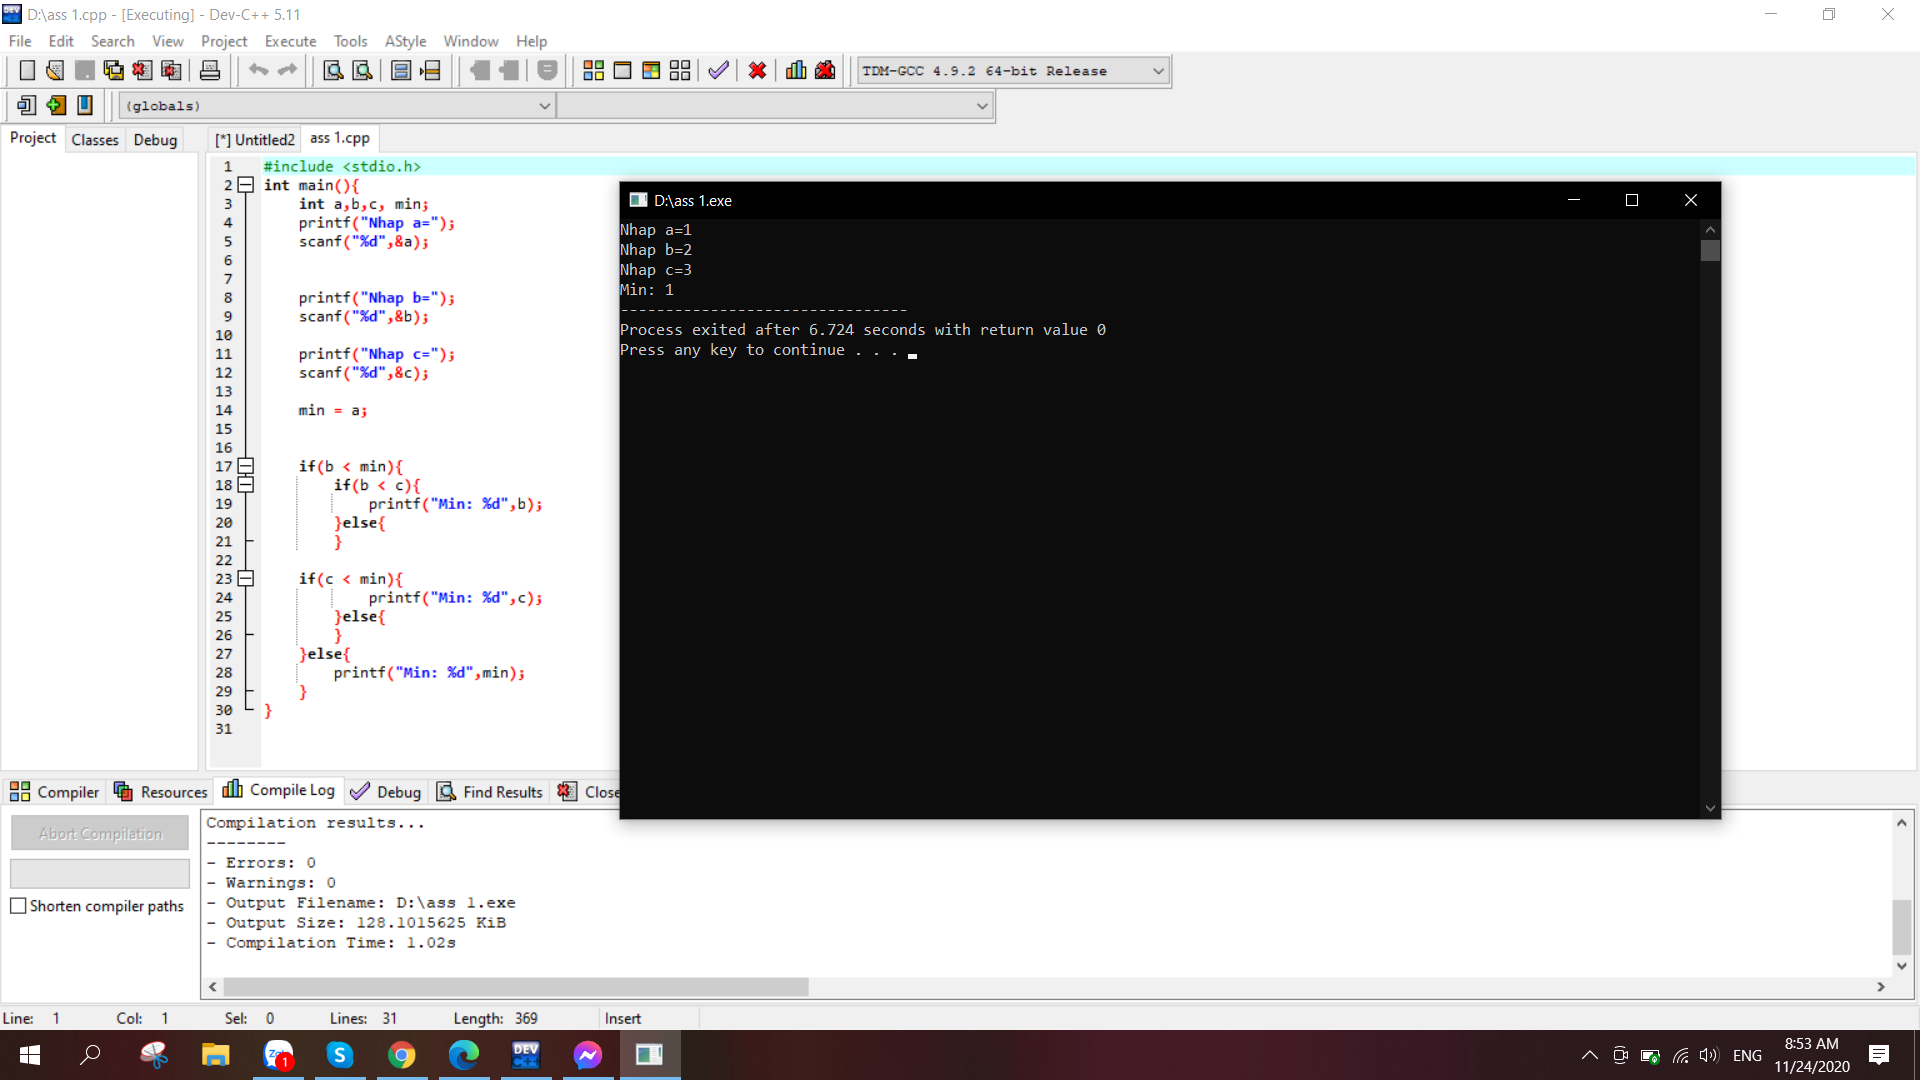 D:\ass 1.cpp - [Executing] - Dev-C++ 5.11
File Edit Search View Project Execute Tools AStyle Window Help
TDM-GCC 4.9.2 64-bit Release
(globals)
Project Classes Debug
[*] Untitled2 ass 1.cpp
1 #include <stdio.h>
2 int main(){
3 int a,b,c, min;
4 printf("Nhap a=");
5 scanf("%d",&a);
6
7
8 printf("Nhap b=");
9 scanf("%d",&b);
10
11 printf("Nhap c=");
12 scanf("%d",&c);
13
14 min = a;
15
16
17 if(b < min){
18 if(b < c){
19 printf("Min: %d",b);
20 }else{
21 }
22
23 if(c < min){
24 printf("Min: %d",c);
25 }else{
26 }
27 }else{
28 printf("Min: %d",min);
29 }
30 }
31
D:\ass 1.exe
Nhap a=1
Nhap b=2
Nhap c=3
Min: 1
--------------------------------
Process exited after 6.724 seconds with return value 0
Press any key to continue . . .
Compiler Resources Compile Log Debug Find Results Close
Abort Compilation
Shorten compiler paths
Compilation results...
--------
- Errors: 0
- Warnings: 0
- Output Filename: D:\ass 1.exe
- Output Size: 128.1015625 KiB
- Compilation Time: 1.02s
Line: 1 Col: 1 Sel: 0 Lines: 31 Length: 369 Insert
DEV C++
1
ENG
8:53 AM
11/24/2020